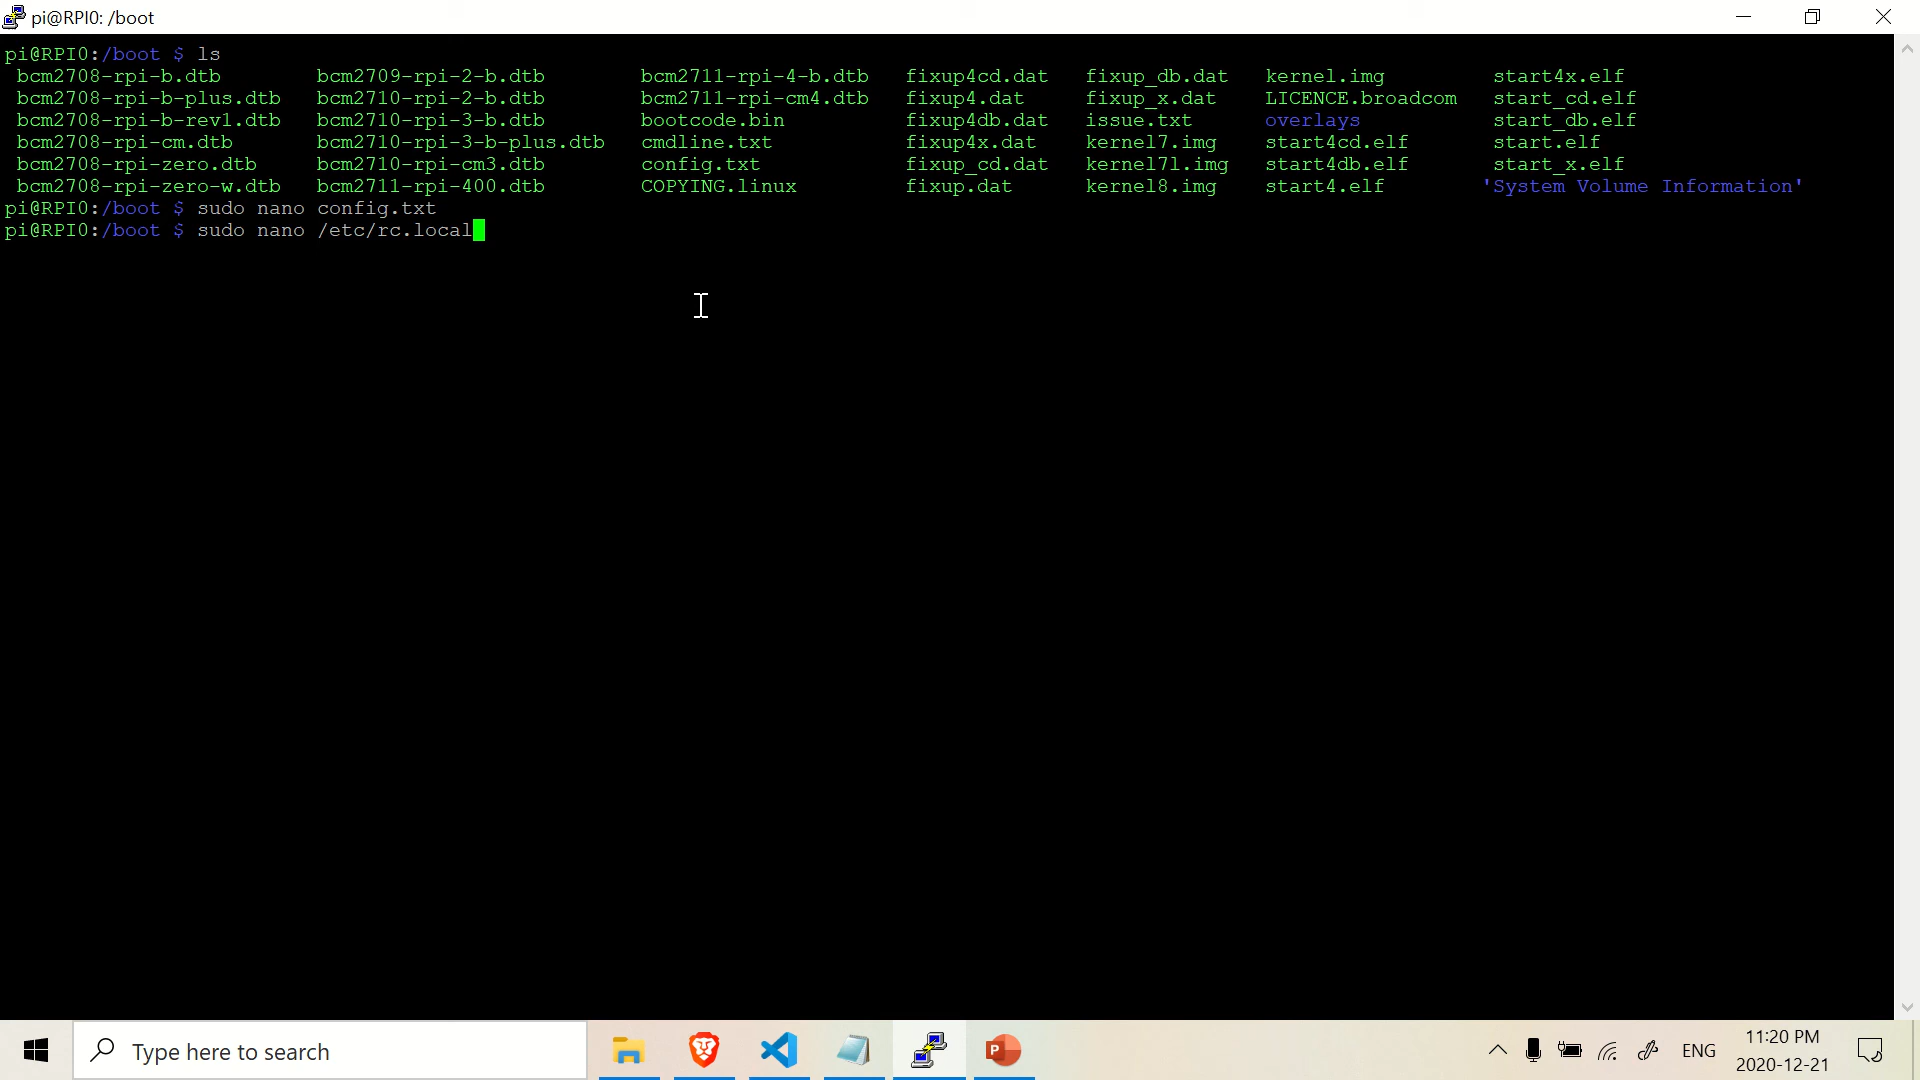 pi@RPI0: /boot
pi@RPI0:/boot $ ls
bcm2708-rpi-b.dtb bcm2709-rpi-2-b.dtb bcm2711-rpi-4-b.dtb fixup4cd.dat fixup_db.dat kernel.img start4x.elf
bcm2708-rpi-b-plus.dtb bcm2710-rpi-2-b.dtb bcm2711-rpi-cm4.dtb fixup4.dat fixup_x.dat LICENCE.broadcom start_cd.elf
bcm2708-rpi-b-rev1.dtb bcm2710-rpi-3-b.dtb bootcode.bin fixup4db.dat issue.txt overlays start_db.elf
bcm2708-rpi-cm.dtb bcm2710-rpi-3-b-plus.dtb cmdline.txt fixup4x.dat kernel7.img start4cd.elf start.elf
bcm2708-rpi-zero.dtb bcm2710-rpi-cm3.dtb config.txt fixup_cd.dat kernel7l.img start4db.elf start_x.elf
bcm2708-rpi-zero-w.dtb bcm2711-rpi-400.dtb COPYING.linux fixup.dat kernel8.img start4.elf 'System Volume Information'
pi@RPI0:/boot $ sudo nano config.txt
pi@RPI0:/boot $ sudo nano /etc/rc.local
Type here to search
P
ENG
11:20 PM
2020-12-21